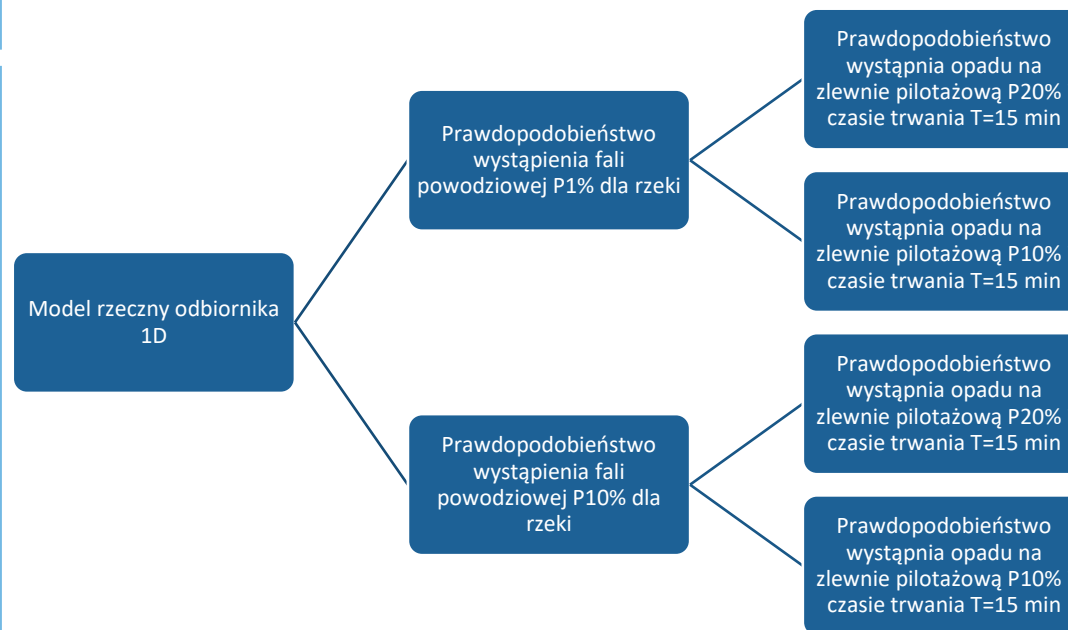 Model rzeczny odbiornika
1D
Prawdopodobieństwo
wystąpienia fali
powodziowej P1% dla rzeki
Prawdopodobieństwo
wystąpnia opadu na
zlewnie pilotażową P20%
czasie trwania T=15 min
Prawdopodobieństwo
wystąpnia opadu na
zlewnie pilotażową P10%
czasie trwania T=15 min
Prawdopodobieństwo
wystąpienia fali
powodziowej P10% dla
rzeki
Prawdopodobieństwo
wystąpnia opadu na
zlewnie pilotażową P20%
czasie trwania T=15 min
Prawdopodobieństwo
wystąpnia opadu na
zlewnie pilotażową P10%
czasie trwania T=15 min